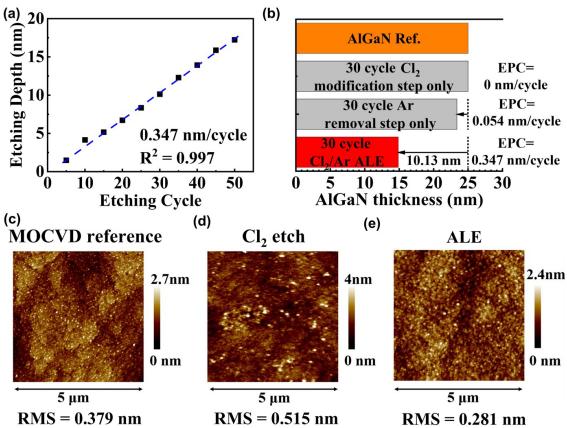 (a)
Etching Depth (nm)
20
15
10
5
0
0 10 20 30 40 50
Etching Cycle
0.347 nm/cycle
R² = 0.997
(b)
AlGaN Ref.
30 cycle Cl₂
modification step only
EPC=
0 nm/cycle
30 cycle Ar
removal step only
EPC=
0.054 nm/cycle
30 cycle
Cl₂/Ar ALE
10.13 nm
EPC=
0.347 nm/cycle
0 5 10 15 20 25 30
AlGaN thickness (nm)
(c)
MOCVD reference
2.7nm
0 nm
5 μm
RMS = 0.379 nm
(d)
Cl₂ etch
4nm
0 nm
5 μm
RMS = 0.515 nm
(e)
ALE
2.4nm
0 nm
5 μm
RMS = 0.281 nm